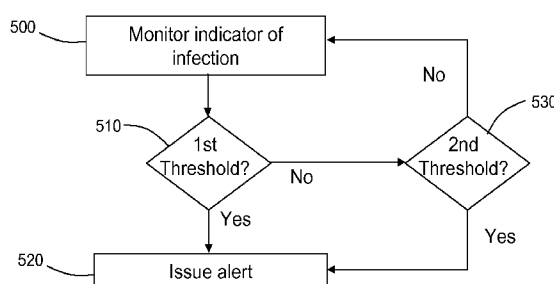 500
Monitor indicator of
infection
No
530
510
1st
Threshold?
2nd
Threshold?
No
Yes
Yes
520
Issue alert